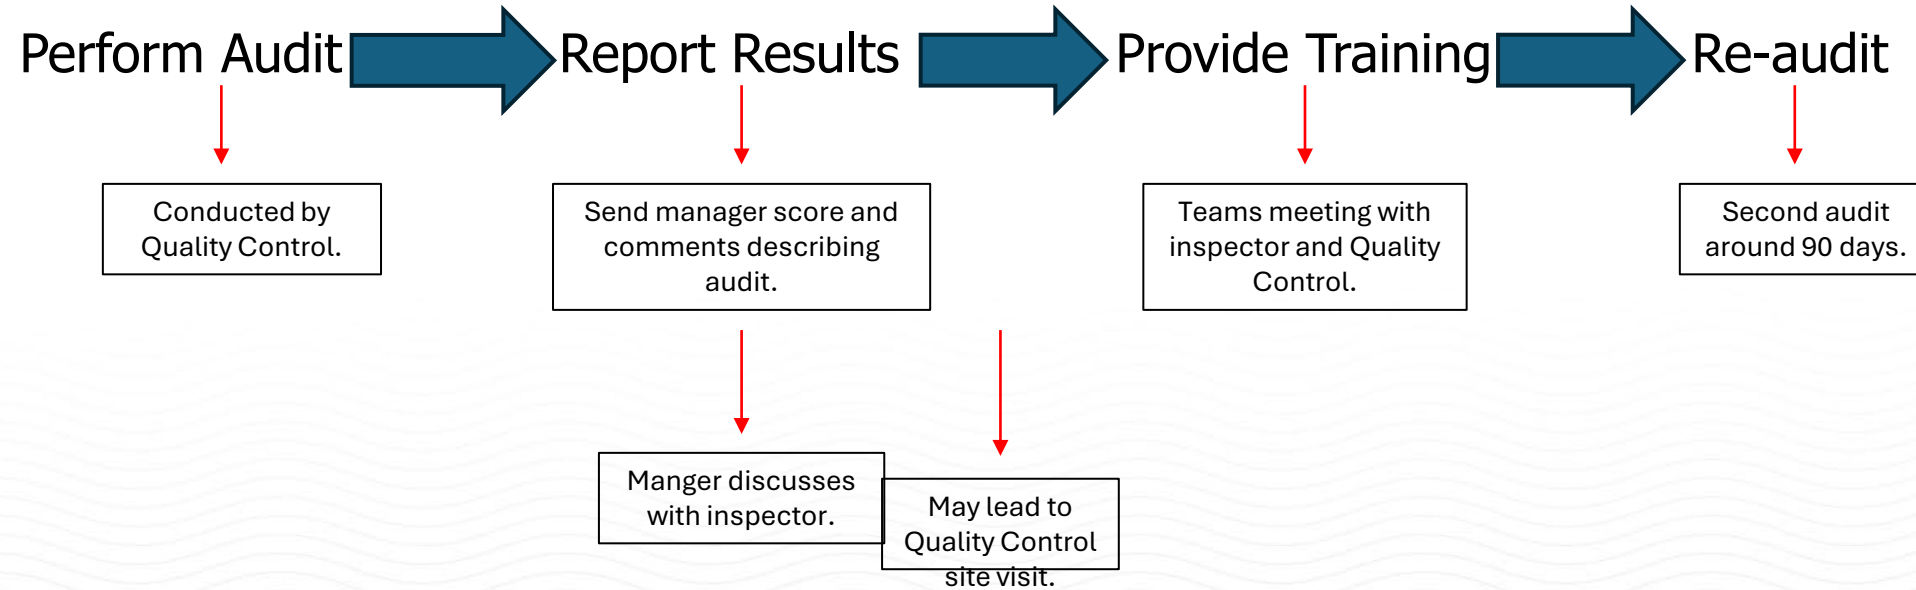 Perform Audit
Report Results
Provide Training
Re-audit
Conducted by
Quality Control.
Send manager score and
comments describing
audit.
Teams meeting with
inspector and Quality
Control.
Second audit
around 90 days.
Manger discusses
with inspector.
May lead to
Quality Control
site visit.